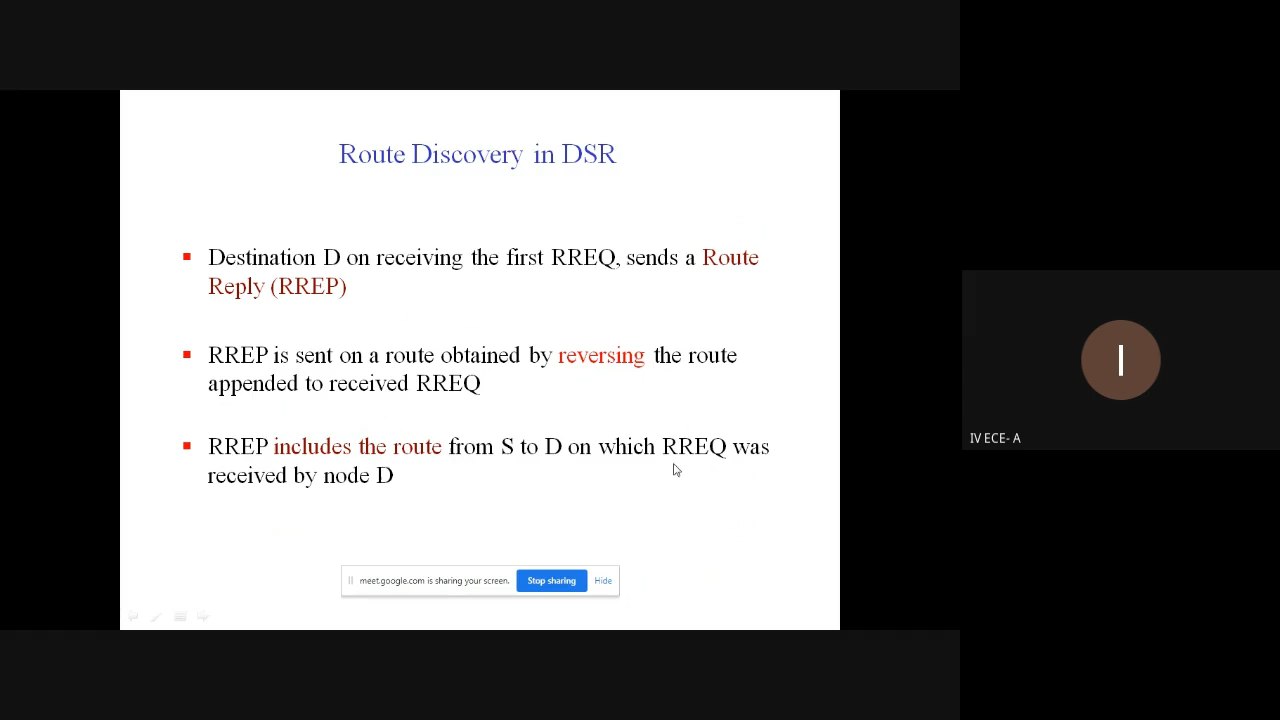 Route Discovery in DSR
Destination D on receiving the first RREQ, sends a Route
Reply (RREP)
RREP is sent on a route obtained by reversing the route
appended to received RREQ
RREP includes the route from S to D on which RREQ was
received by node D
meet.google.com is sharing your screen. Stop sharing Hide
I
IV ECE- A